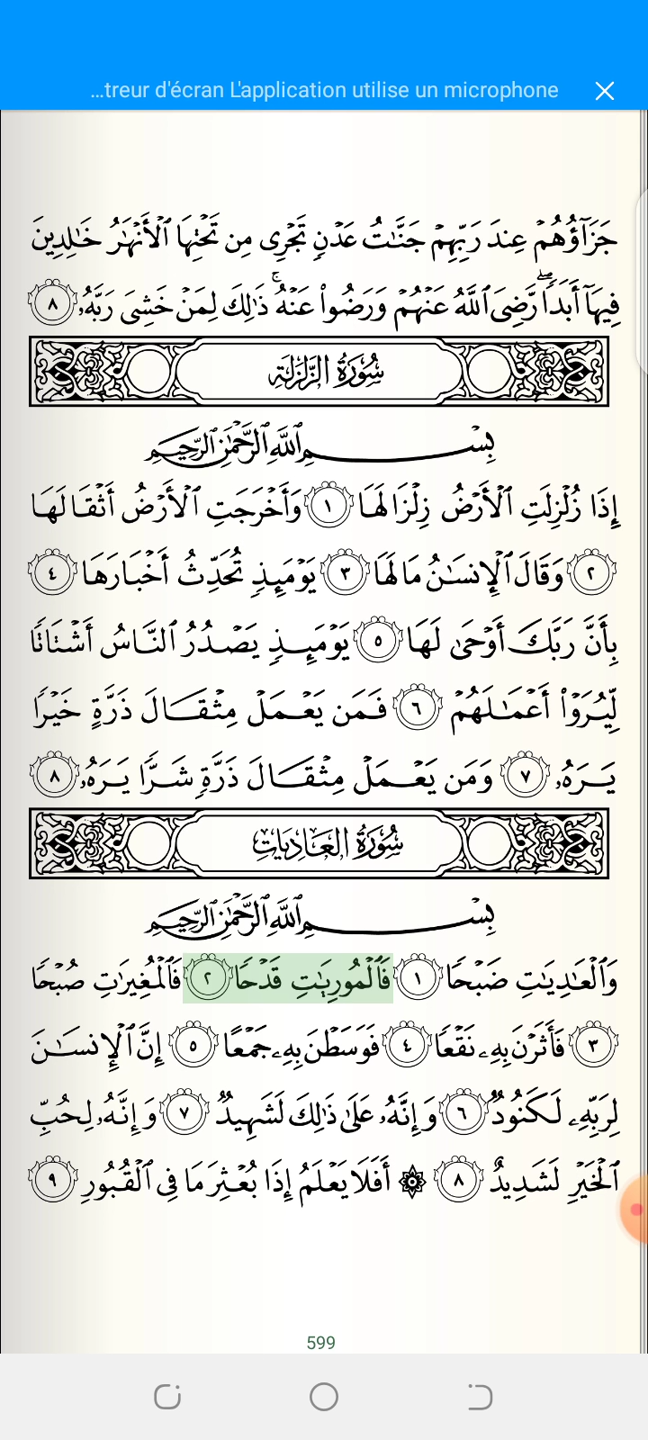 ...treur d'écran L'application utilise un microphone
جَزَآؤُهُمۡ عِندَ رَبِّهِمۡ جَنَّٰتُ عَدۡنٖ تَجۡرِي مِن تَحۡتِهَا ٱلۡأَنۡهَٰرُ خَٰلِدِينَ
فِيهَآ أَبَدٗاۖ رَّضِيَ ٱللَّهُ عَنۡهُمۡ وَرَضُواْ عَنۡهُۚ ذَٰلِكَ لِمَنۡ خَشِيَ رَبَّهُۥ ٨
سُورَةُ الزَّلۡزَلَةِ
بِسۡمِ ٱللَّهِ ٱلرَّحۡمَٰنِ ٱلرَّحِيمِ
إِذَا زُلۡزِلَتِ ٱلۡأَرۡضُ زِلۡزَالَهَا ١ وَأَخۡرَجَتِ ٱلۡأَرۡضُ أَثۡقَالَهَا
٢ وَقَالَ ٱلۡإِنسَٰنُ مَا لَهَا ٣ يَوۡمَئِذٖ تُحَدِّثُ أَخۡبَارَهَا ٤
بِأَنَّ رَبَّكَ أَوۡحَىٰ لَهَا ٥ يَوۡمَئِذٖ يَصۡدُرُ ٱلنَّاسُ أَشۡتَاتٗا
لِّيُرَوۡاْ أَعۡمَٰلَهُمۡ ٦ فَمَن يَعۡمَلۡ مِثۡقَالَ ذَرَّةٍ خَيۡرٗا
يَرَهُۥ ٧ وَمَن يَعۡمَلۡ مِثۡقَالَ ذَرَّةٖ شَرّٗا يَرَهُۥ ٨
سُورَةُ العَادِيَاتِ
بِسۡمِ ٱللَّهِ ٱلرَّحۡمَٰنِ ٱلرَّحِيمِ
وَٱلۡعَٰدِيَٰتِ ضَبۡحٗا ١ فَٱلۡمُورِيَٰتِ قَدۡحٗا ٢ فَٱلۡمُغِيرَٰتِ صُبۡحٗا
٣ فَأَثَرۡنَ بِهِۦ نَقۡعٗا ٤ فَوَسَطۡنَ بِهِۦ جَمۡعًا ٥ إِنَّ ٱلۡإِنسَٰنَ
لِرَبِّهِۦ لَكَنُودٞ ٦ وَإِنَّهُۥ عَلَىٰ ذَٰلِكَ لَشَهِيدٞ ٧ وَإِنَّهُۥ لِحُبِّ
ٱلۡخَيۡرِ لَشَدِيدٌ ٨ ۞ أَفَلَا يَعۡلَمُ إِذَا بُعۡثِرَ مَا فِي ٱلۡقُبُورِ ٩
599